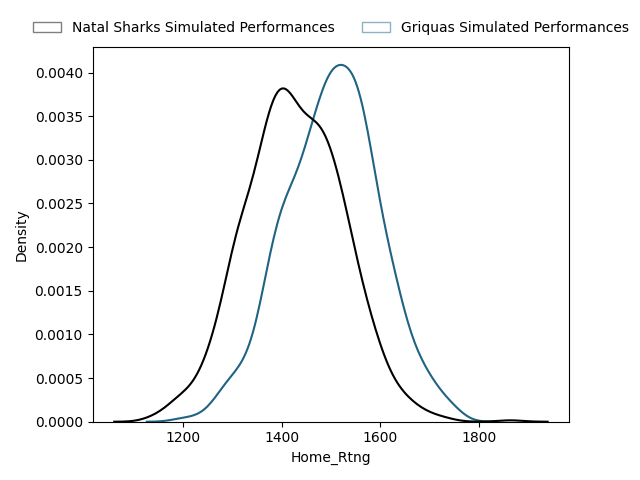 Natal Sharks Simulated Performances Griquas Simulated Performances
0.0040
0.0035
0.0030
0.0025
0.0020
0.0015
0.0010
0.0005
0.0000
Density
1200 1400 1600 1800
Home_Rtng